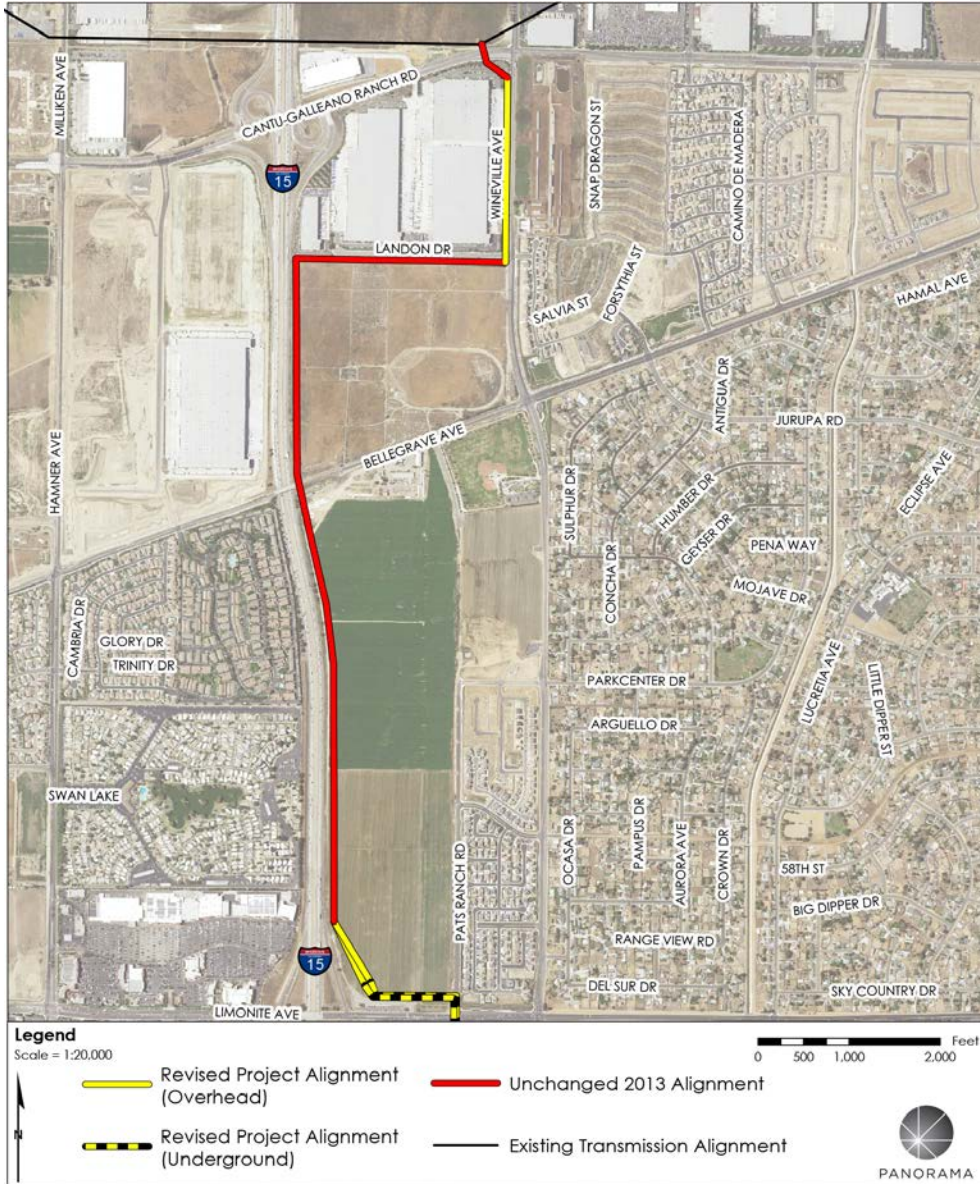 MILLIKEN AVE
CANTU-GALLEANO RANCH RD
INTERSTATE
15
WINEVILLE AVE
SNAP DRAGON ST
CAMINO DE MADERA
LANDON DR
SALVIA ST
FORSYTHIA ST
HAMAL AVE
HAMNER AVE
BELLEGRAVE AVE
ANTIGUA DR
JURUPA RD
ECLIPSE AVE
SULPHUR DR
HUMBER DR
GEYSER DR
CONCHA DR
PENA WAY
MOJAVE DR
CAMBRIA DR
GLORY DR
TRINITY DR
PARKCENTER DR
LUCRETIA AVE
LITTLE DIPPER ST
ARGUELLO DR
SWAN LAKE
PATS RANCH RD
OCASA DR
PAMPUS DR
AURORA AVE
CROWN DR
58TH ST
BIG DIPPER DR
RANGE VIEW RD
INTERSTATE
15
DEL SUR DR
SKY COUNTRY DR
LIMONITE AVE
Legend
Scale = 1:20,000
Revised Project Alignment
(Overhead)
Unchanged 2013 Alignment
Revised Project Alignment
(Underground)
Existing Transmission Alignment
Feet
0 500 1,000 2,000
N
PANORAMA